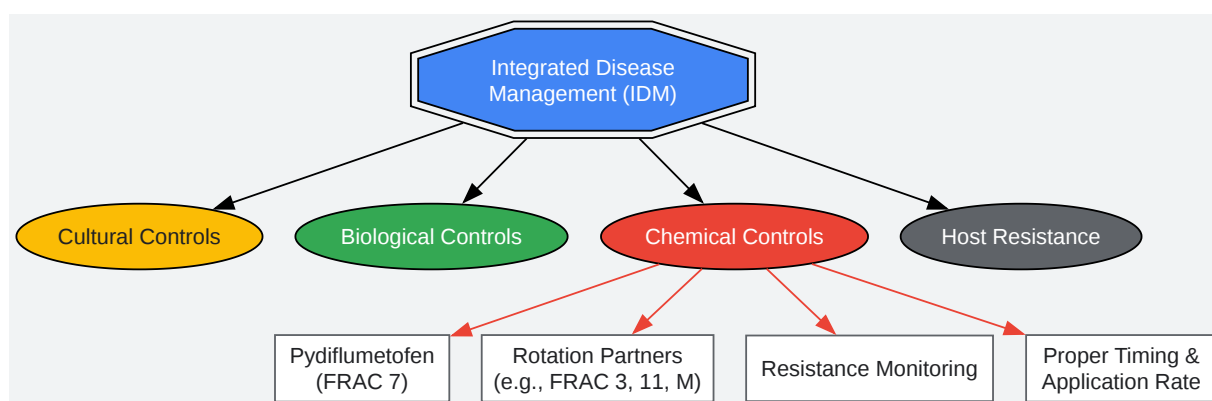 Integrated Disease
Management (IDM)
Cultural Controls
Biological Controls
Chemical Controls
Host Resistance
Pydiflumetofen
(FRAC 7)
Rotation Partners
(e.g., FRAC 3, 11, M)
Resistance Monitoring
Proper Timing &
Application Rate